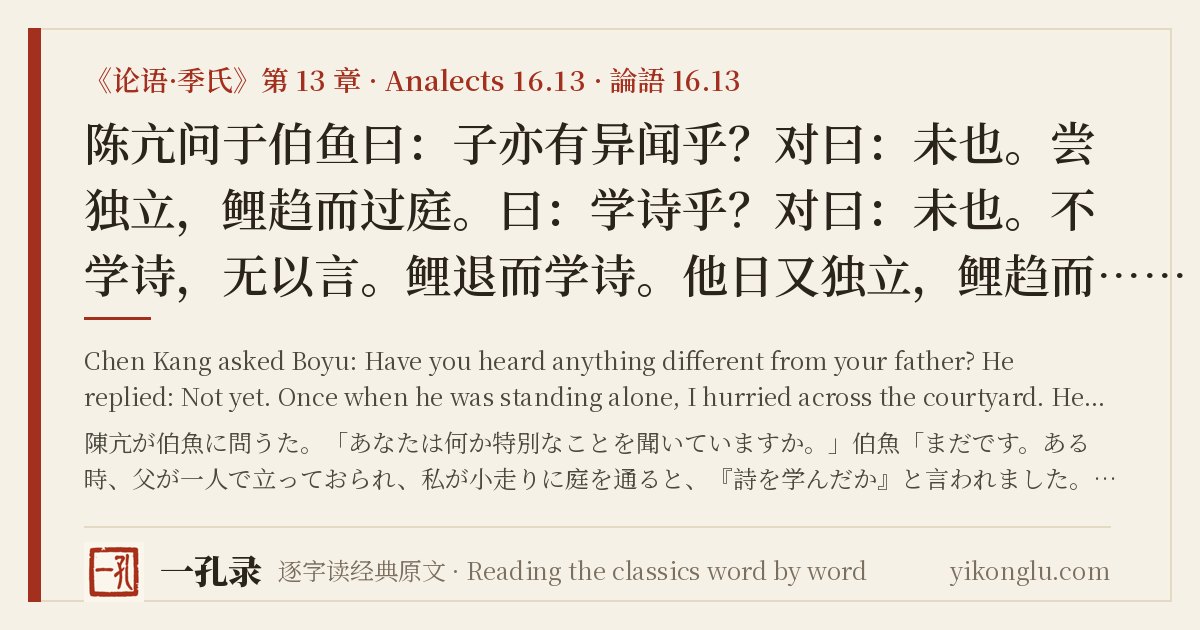 《论语·季氏》第 13 章 · Analects 16.13 · 論語 16.13
陈亢问于伯鱼曰：子亦有异闻乎？对曰：未也。尝
独立，鲤趋而过庭。曰：学诗乎？对曰：未也。不
学诗，无以言。鲤退而学诗。他日又独立，鲤趋而……
Chen Kang asked Boyu: Have you heard anything different from your father? He
replied: Not yet. Once when he was standing alone, I hurried across the courtyard. He...
陳亢が伯魚に問うた。「あなたは何か特別なことを聞いていますか。」伯魚「まだです。ある
時、父が一人で立っておられ、私が小走りに庭を通ると、『詩を学んだか』と言われました。…
一孔
一孔录 逐字读经典原文 · Reading the classics word by word yikonglu.com